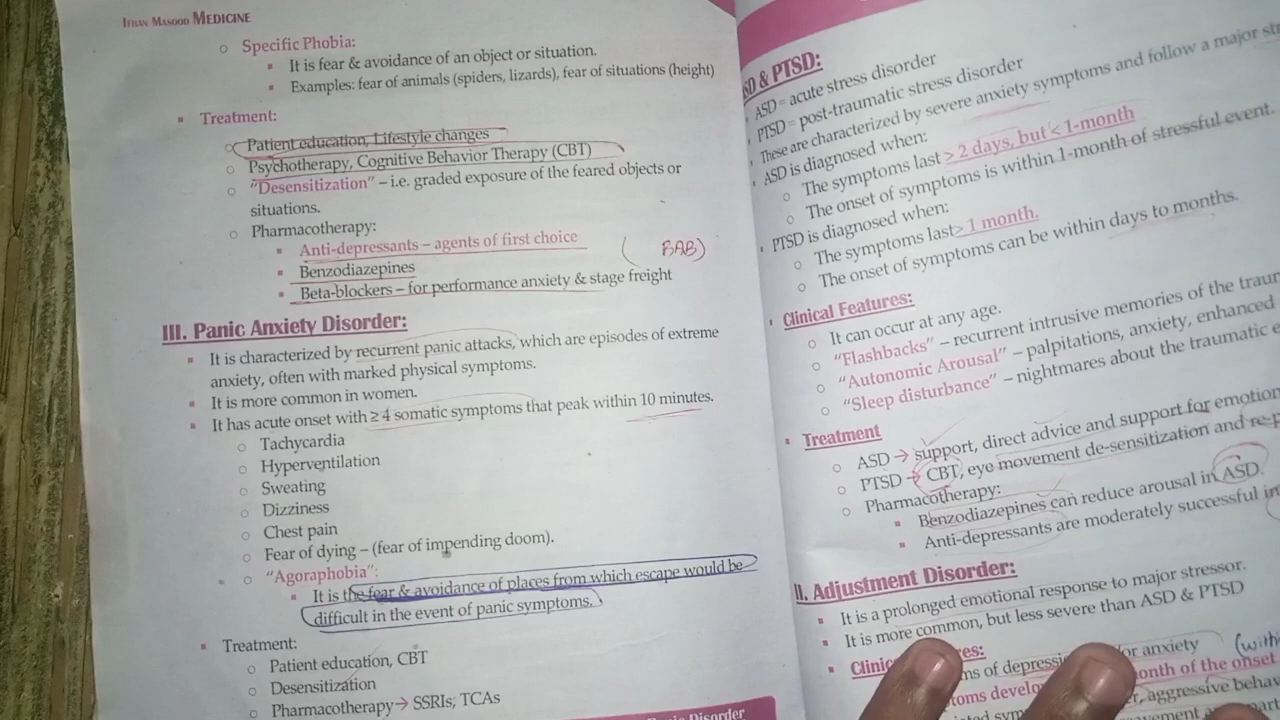 IFRAN MASOOD MEDICINE
o Specific Phobia:
▪ It is fear & avoidance of an object or situation.
▪ Examples: fear of animals (spiders, lizards), fear of situations (height)
▪ Treatment:
o Patient education, Lifestyle changes
o Psychotherapy, Cognitive Behavior Therapy (CBT)
o "Desensitization" – i.e. graded exposure of the feared objects or
situations.
o Pharmacotherapy:
▪ Anti-depressants – agents of first choice
(BAB)
▪ Benzodiazepines
▪ Beta-blockers – for performance anxiety & stage freight
III. Panic Anxiety Disorder:
▪ It is characterized by recurrent panic attacks, which are episodes of extreme
anxiety, often with marked physical symptoms.
▪ It is more common in women.
▪ It has acute onset with ≥ 4 somatic symptoms that peak within 10 minutes.
o Tachycardia
o Hyperventilation
o Sweating
o Dizziness
o Chest pain
o Fear of dying – (fear of impending doom).
o "Agoraphobia":
▪ It is the fear & avoidance of places from which escape would be
difficult in the event of panic symptoms.
▪ Treatment:
o Patient education, CBT
o Desensitization
o Pharmacotherapy → SSRIs, TCAs
Disorder
SD & PTSD:
ASD = acute stress disorder
PTSD = post-traumatic stress disorder
These are characterized by severe anxiety symptoms and follow a major
ASD is diagnosed when:
o The symptoms last > 2 days, but < 1-month
o The onset of symptoms is within 1-month of stressful event.
PTSD is diagnosed when:
o The symptoms last > 1 month.
o The onset of symptoms can be within days to months.
Clinical Features:
o It can occur at any age.
o "Flashbacks" – recurrent intrusive memories of the
o "Autonomic Arousal" – palpitations, anxiety, enhanced
o "Sleep disturbance" – nightmares about the traumatic
▪ Treatment
o ASD → support, direct advice and support for
o PTSD → CBT, eye movement de-sensitization and
o Pharmacotherapy:
▪ Benzodiazepines can reduce arousal in ASD.
▪ Anti-depressants are moderately successful
II. Adjustment Disorder:
▪ It is a prolonged emotional response to major stressor.
▪ It is more common, but less severe than ASD & PTSD
▪
anxiety
of the onset
aggressive